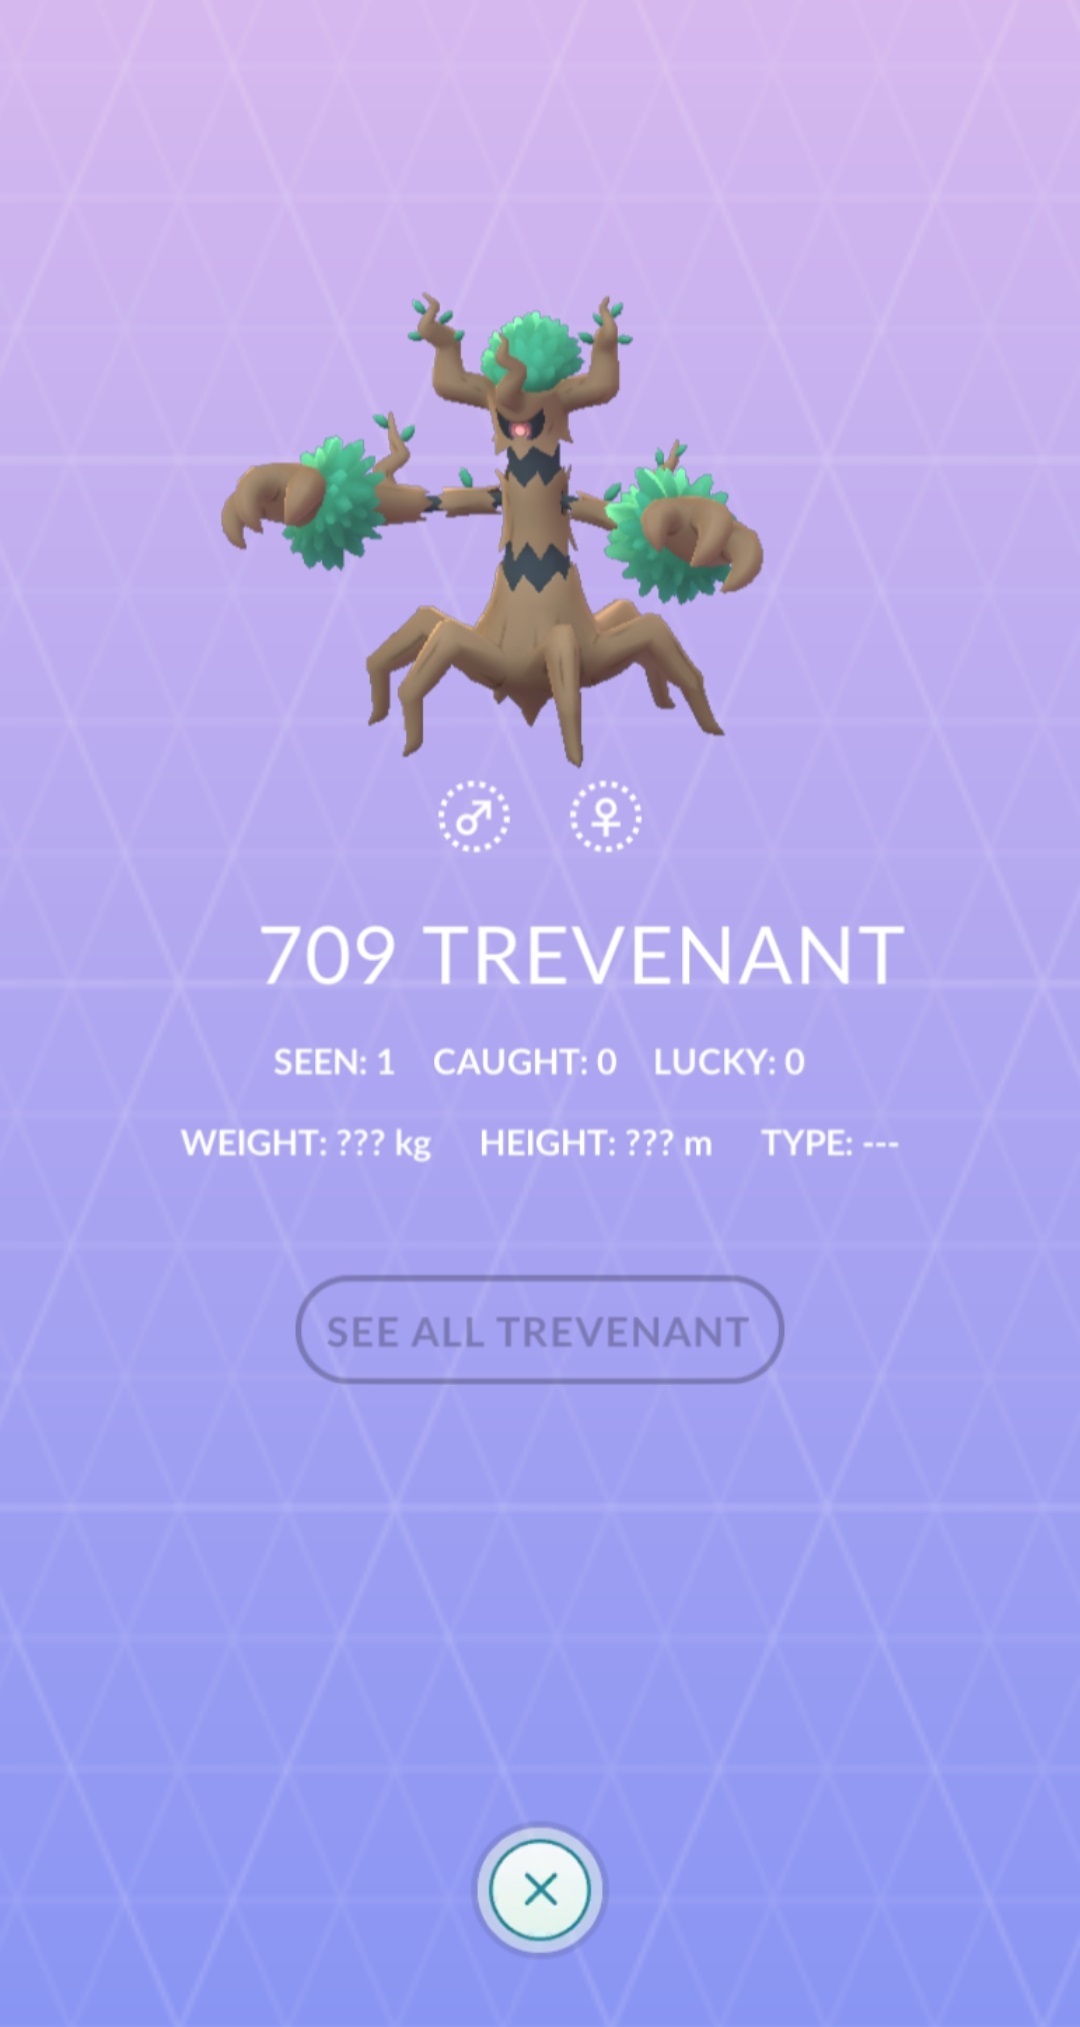 709 TREVENANT
SEEN: 1 CAUGHT: 0 LUCKY: 0
WEIGHT: ??? kg HEIGHT: ??? m TYPE: ---
SEE ALL TREVENANT